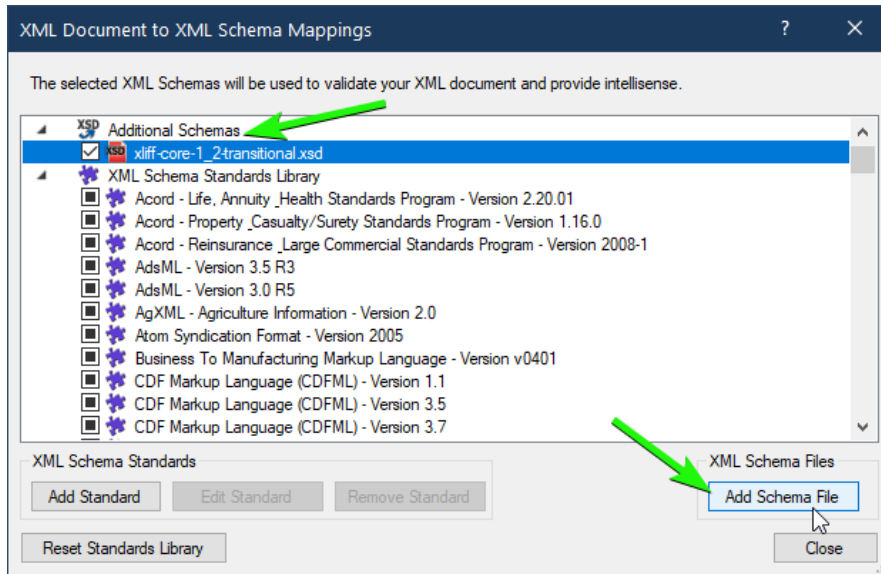 XML Document to XML Schema Mappings
The selected XML Schemas will be used to validate your XML document and provide intellisense.
XSD Additional Schemas
XSD xliff-core-1_2-transitional.xsd
XML Schema Standards Library
Acord - Life, Annuity _Health Standards Program - Version 2.20.01
Acord - Property _Casualty/Surety Standards Program - Version 1.16.0
Acord - Reinsurance _Large Commercial Standards Program - Version 2008-1
AdsML - Version 3.5 R3
AdsML - Version 3.0 R5
AgXML - Agriculture Information - Version 2.0
Atom Syndication Format - Version 2005
Business To Manufacturing Markup Language - Version v0401
CDF Markup Language (CDFML) - Version 1.1
CDF Markup Language (CDFML) - Version 3.5
CDF Markup Language (CDFML) - Version 3.7
XML Schema Standards
XML Schema Files
Add Standard Edit Standard Remove Standard
Add Schema File
Reset Standards Library
Close